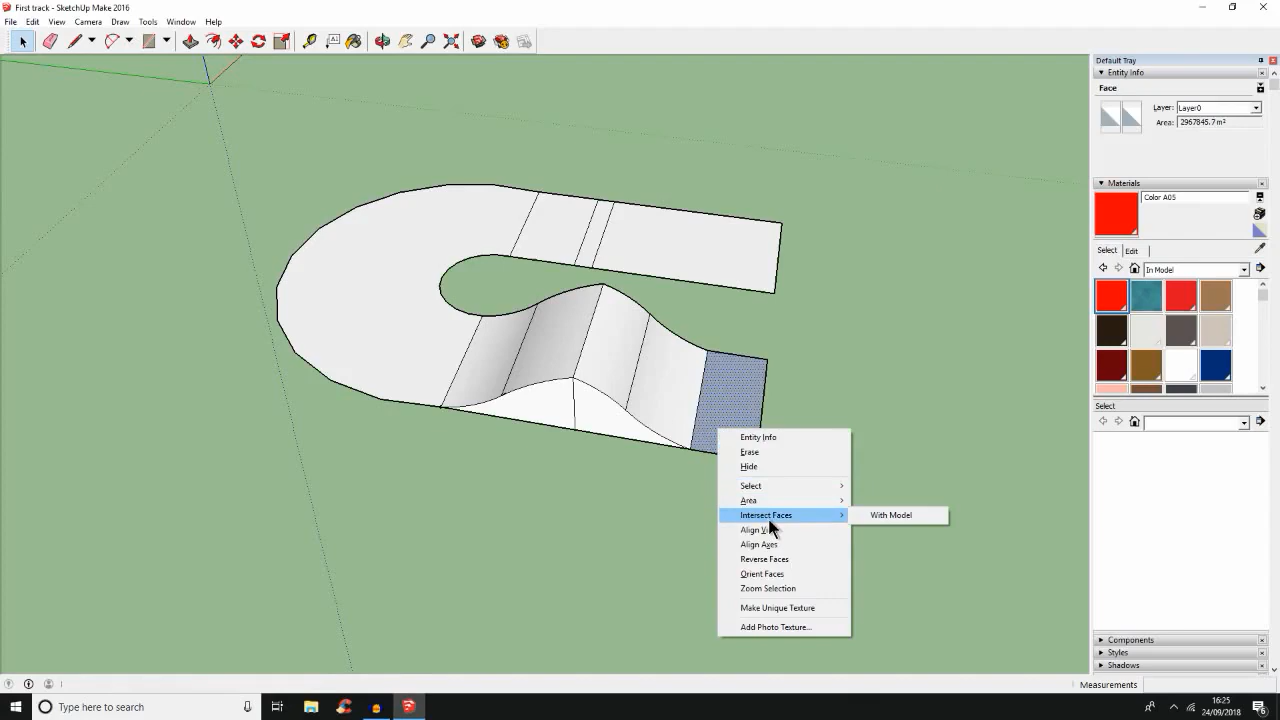 First track - SketchUp Make 2016
File Edit View Camera Draw Tools Window Help
Default Tray
Entity Info
Face
Layer: Layer0
Area: 2967845.7 m²
Materials
Color A05
Select Edit
In Model
Select
Components
Styles
Shadows
Entity Info
Erase
Hide
Select
Area
Intersect Faces
With Model
Align
Align Axes
Reverse Faces
Orient Faces
Zoom Selection
Make Unique Texture
Add Photo Texture...
Measurements
Type here to search
16:25
24/09/2018